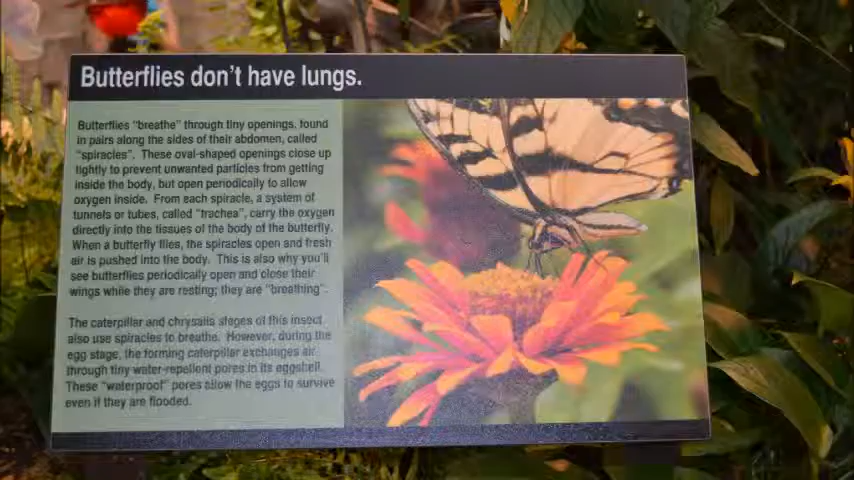 Butterflies don't have lungs.
Butterflies "breathe" through tiny openings, found
in pairs along the sides of their abdomen, called
"spiracles". These oval-shaped openings close up
tightly to prevent unwanted particles from getting
inside the body, but open periodically to allow
oxygen inside. From each spiracle, a system of
tunnels or tubes, called "trachea", carry the oxygen
directly into the tissues of the body of the butterfly.
When a butterfly flies, the spiracles open and fresh
air is pushed into the body. This is also why you'll
see butterflies periodically open and close their
wings while they are resting; they are "breathing".
The caterpillar and chrysalis stages of this insect
also use spiracles to breathe. However, during the
egg stage, the forming caterpillar exchanges air
through tiny water-repellent pores in its eggshell.
These "waterproof" pores allow the eggs to survive
even if they are flooded.